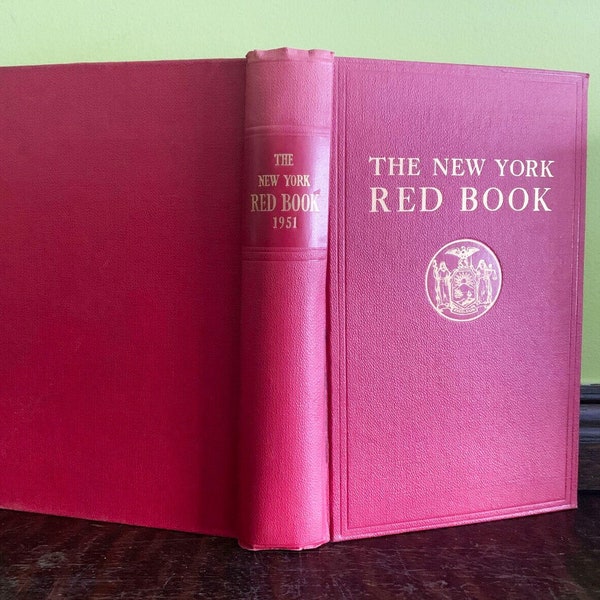 THE
NEW YORK
RED BOOK
1951
THE NEW YORK
RED BOOK